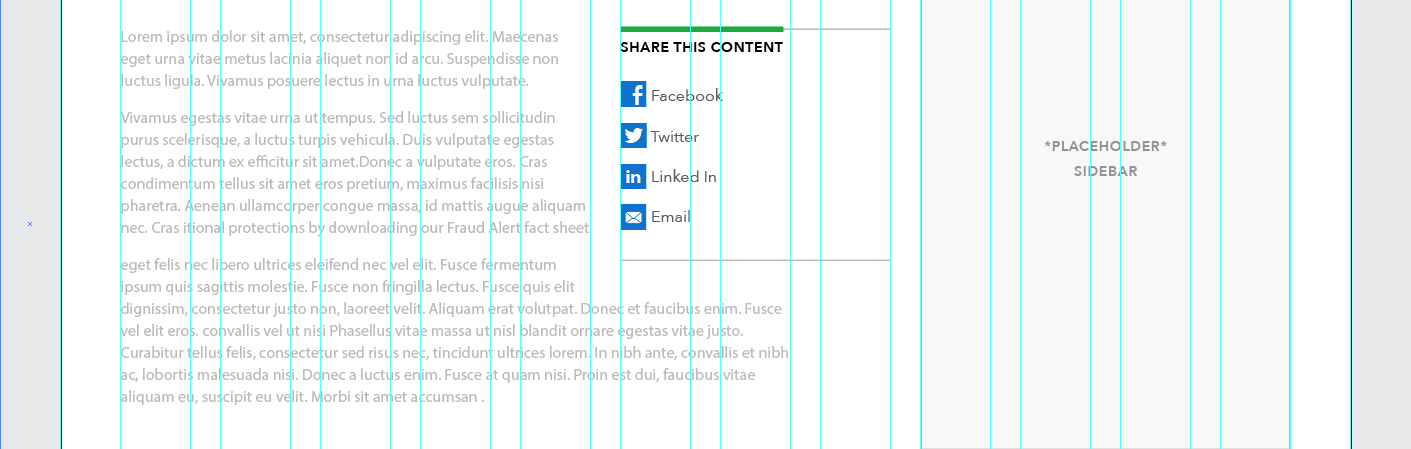 Lorem ipsum dolor sit amet, consectetur adipiscing elit. Maecenas
eget urna vitae metus lacinia aliquet non id arcu. Suspendisse non
luctus ligula. Vivamus posuere lectus in urna luctus vulputate.
Vivamus egestas vitae urna ut tempus. Sed luctus sem sollicitudin
purus scelerisque, a luctus turpis vehicula. Duis vulputate egestas
lectus, a dictum ex efficitur sit amet.Donec a vulputate eros. Cras
condimentum tellus sit amet eros pretium, maximus facilisis nisi
pharetra. Aenean ullamcorper congue massa, id mattis augue aliquam
nec. Cras itional protections by downloading our Fraud Alert fact sheet
eget felis nec libero ultrices eleifend nec vel elit. Fusce fermentum
ipsum quis sagittis molestie. Fusce non fringilla lectus. Fusce quis elit
dignissim, consectetur justo non, laoreet velit. Aliquam erat volutpat. Donec et faucibus enim. Fusce
vel elit eros. convallis vel ut nisi Phasellus vitae massa ut nisl blandit ornare egestas vitae justo.
Curabitur tellus felis, consectetur sed risus nec, tincidunt ultrices lorem. In nibh ante, convallis et nibh
ac, lobortis malesuada nisi. Donec a luctus enim. Fusce at quam nisi. Proin est dui, faucibus vitae
aliquam eu, suscipit eu velit. Morbi sit amet accumsan .
SHARE THIS CONTENT
Facebook
Twitter
Linked In
Email
*PLACEHOLDER*
SIDEBAR